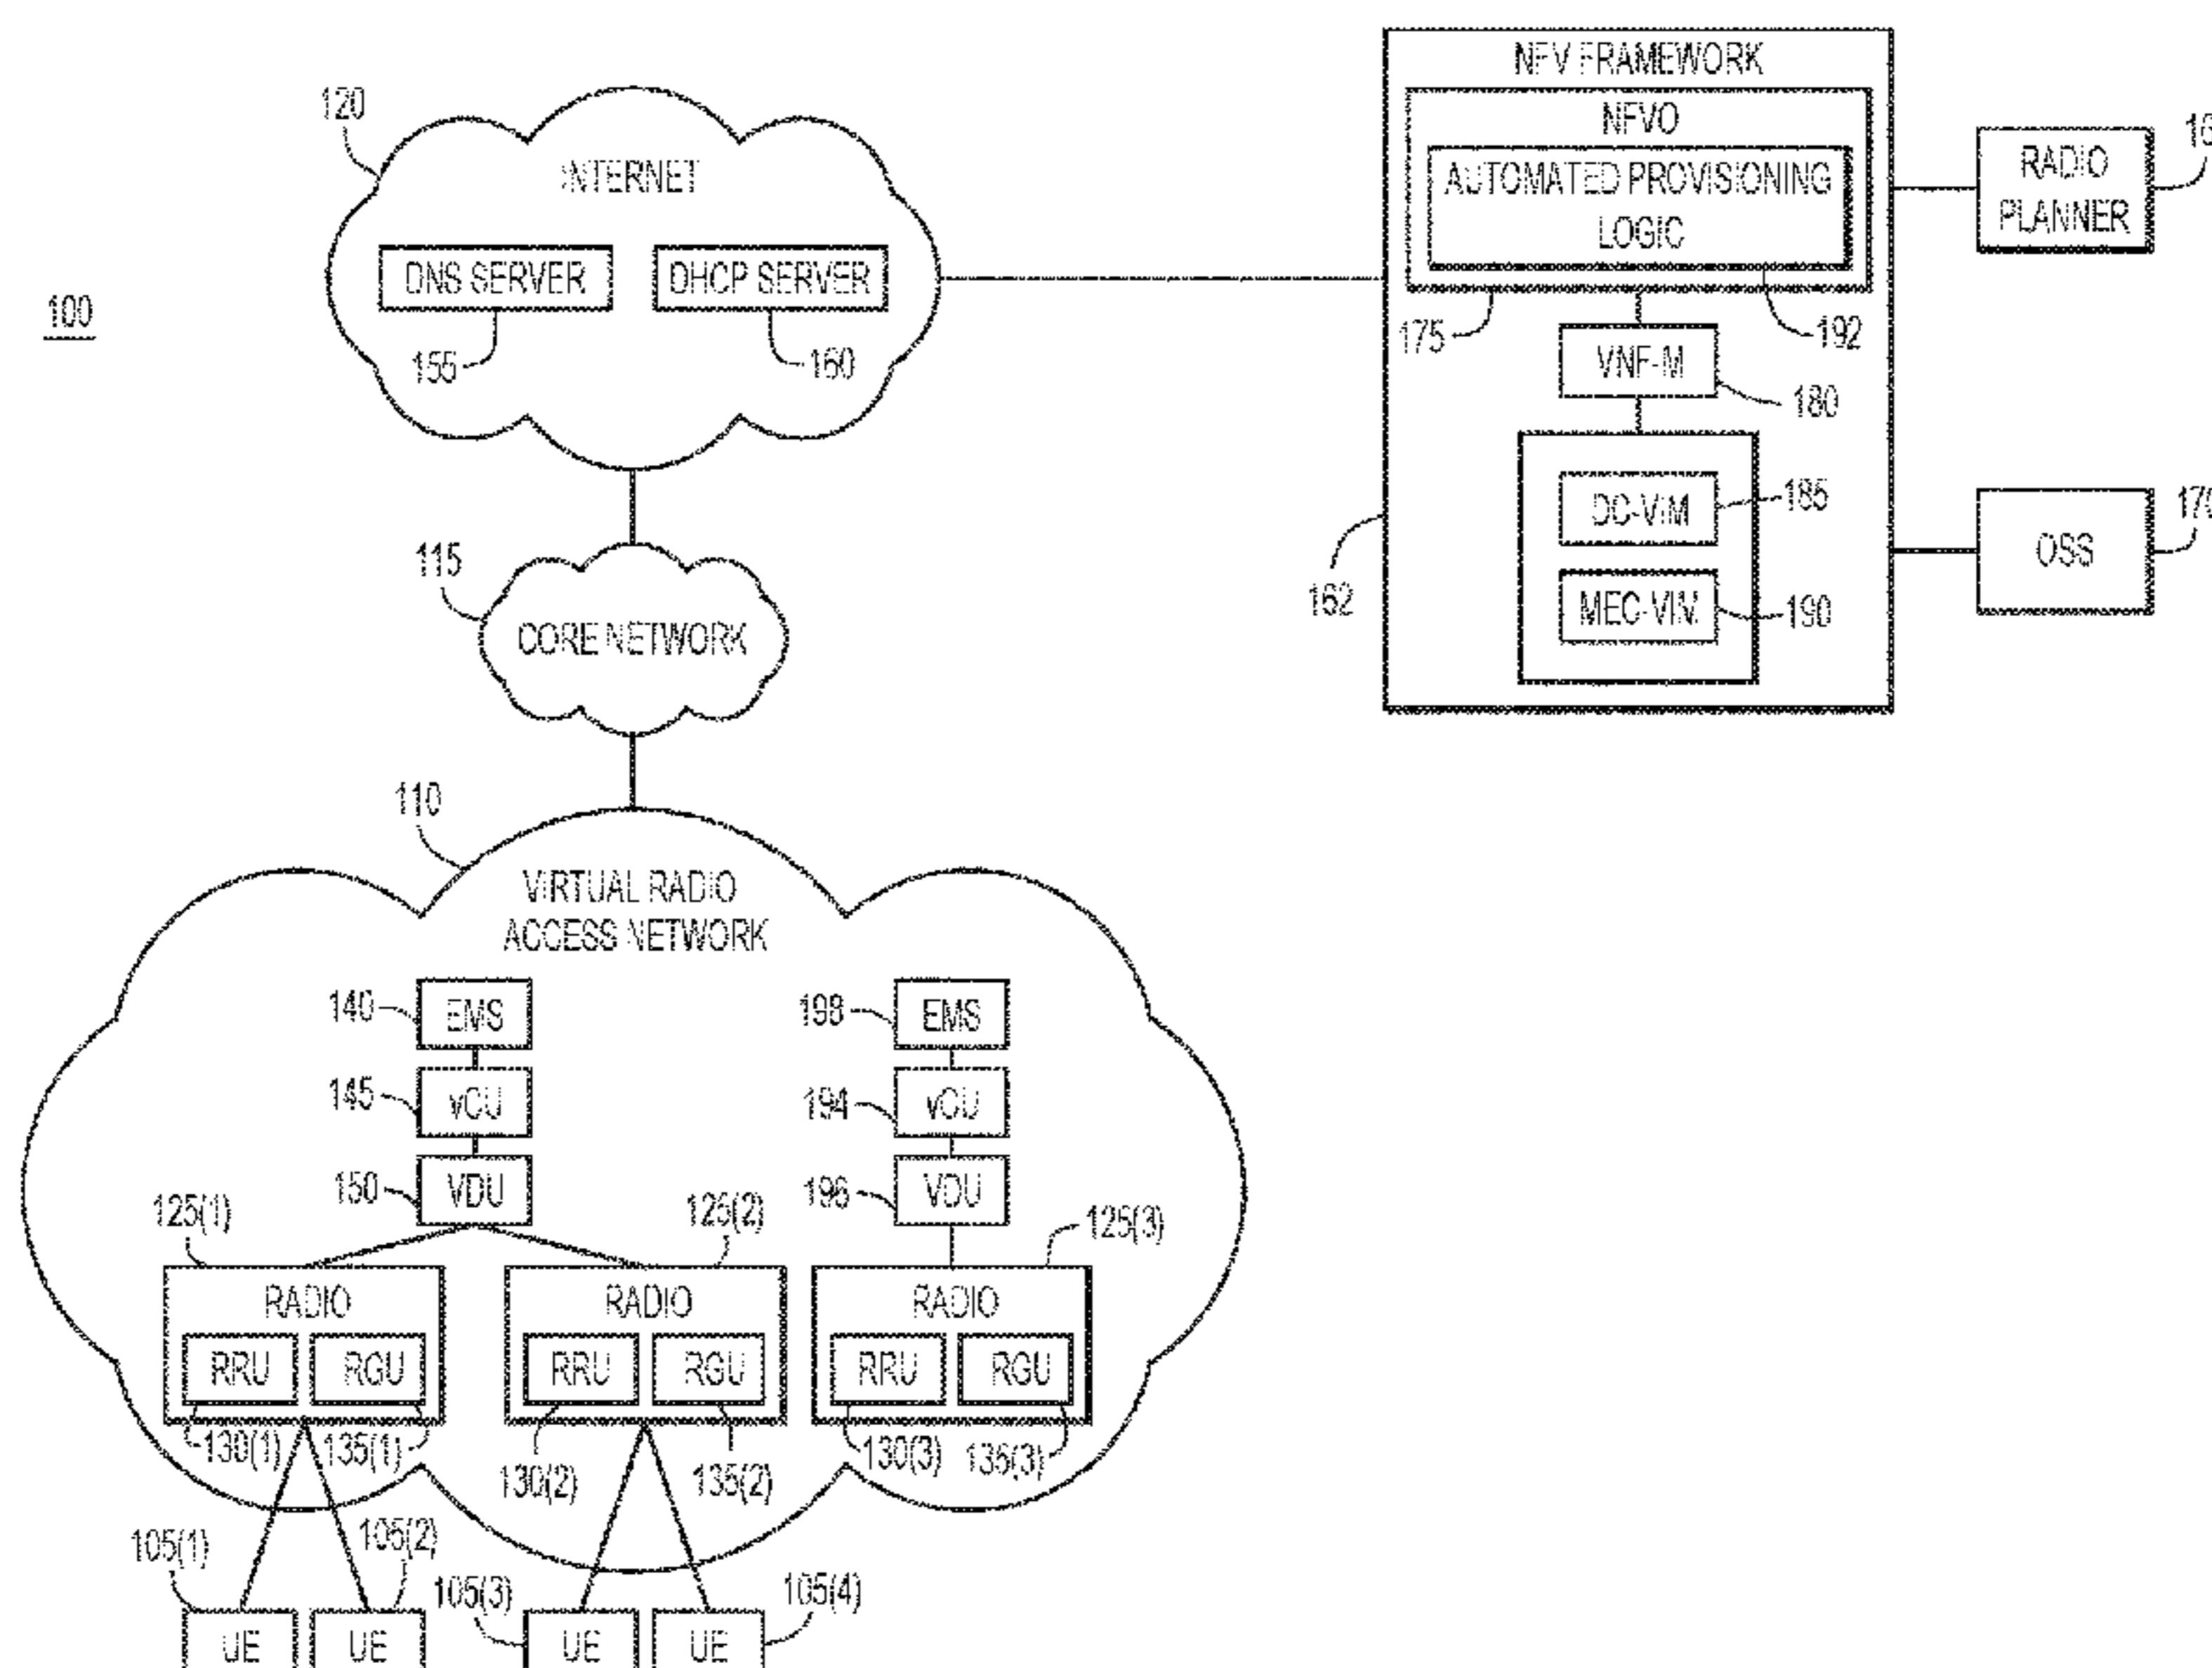 100
120
INTERNET
DNS SERVER
DHCP SERVER
155
160
115
CORE NETWORK
NFV FRAMEWORK
NFVO
AUTOMATED PROVISIONING
LOGIC
175
192
VNF-M
180
DC-VIM
185
MEC-VIM
190
162
RADIO
PLANNER
OSS
110
VIRTUAL RADIO
ACCESS NETWORK
140
EMS
198
EMS
145
vCU
194
vCU
150
VDU
196
VDU
125(1)
125(2)
125(3)
RADIO
RADIO
RADIO
RRU
RGU
RRU
RGU
RRU
RGU
130(1)
135(1)
130(2)
135(2)
130(3)
135(3)
105(1)
105(2)
105(3)
105(4)
UE
UE
UE
UE